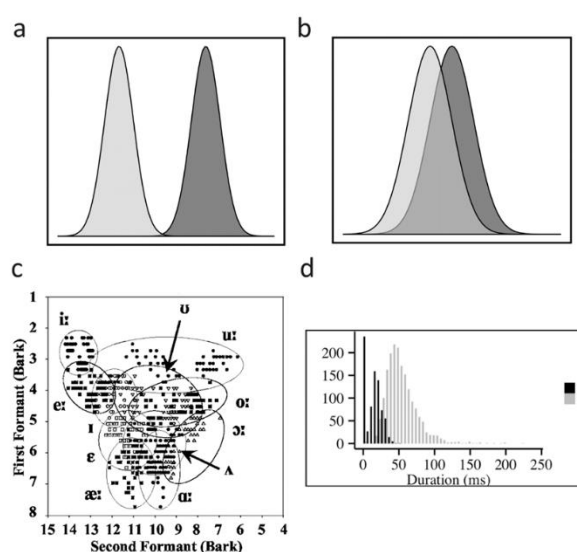 a
b
c
1
2
3
4
5
6
7
8
First Formant (Bark)
15 14 13 12 11 10 9 8 7 6 5 4
Second Formant (Bark)
iː
ʊ
uː
eː
oː
ɪ
ɔː
ɛ
ʌ
æː
ɑː
d
200
150
100
50
0
0 50 100 150 200 250
Duration (ms)